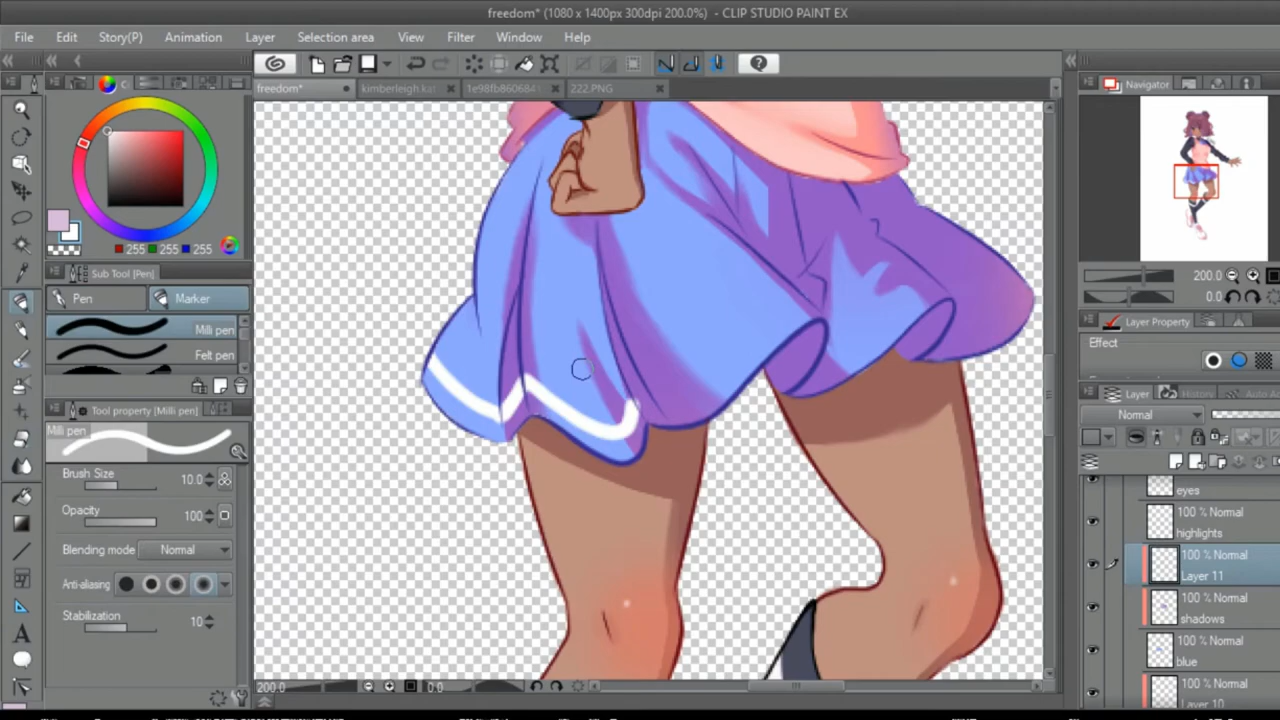 freedom* (1080 x 1400px 300dpi 200.0%) - CLIP STUDIO PAINT EX
File Edit Story(P) Animation Layer Selection area View Filter Window Help
freedom* 222.PNG
Navigator
255 255 255
Sub Tool [Pen]
Pen Marker
Milli pen
Felt pen
Tool property [Milli pen]
Milli pen
Brush Size 10.0
Opacity 100
Blending mode Normal
Anti-aliasing
Stabilization 10
200.0
0.0
Layer Property
Effect
Layer History
Normal
eyes
100 % Normal
highlights
100 % Normal
Layer 11
100 % Normal
shadows
100 % Normal
blue
100 % Normal
Layer 10
200.0 0.0